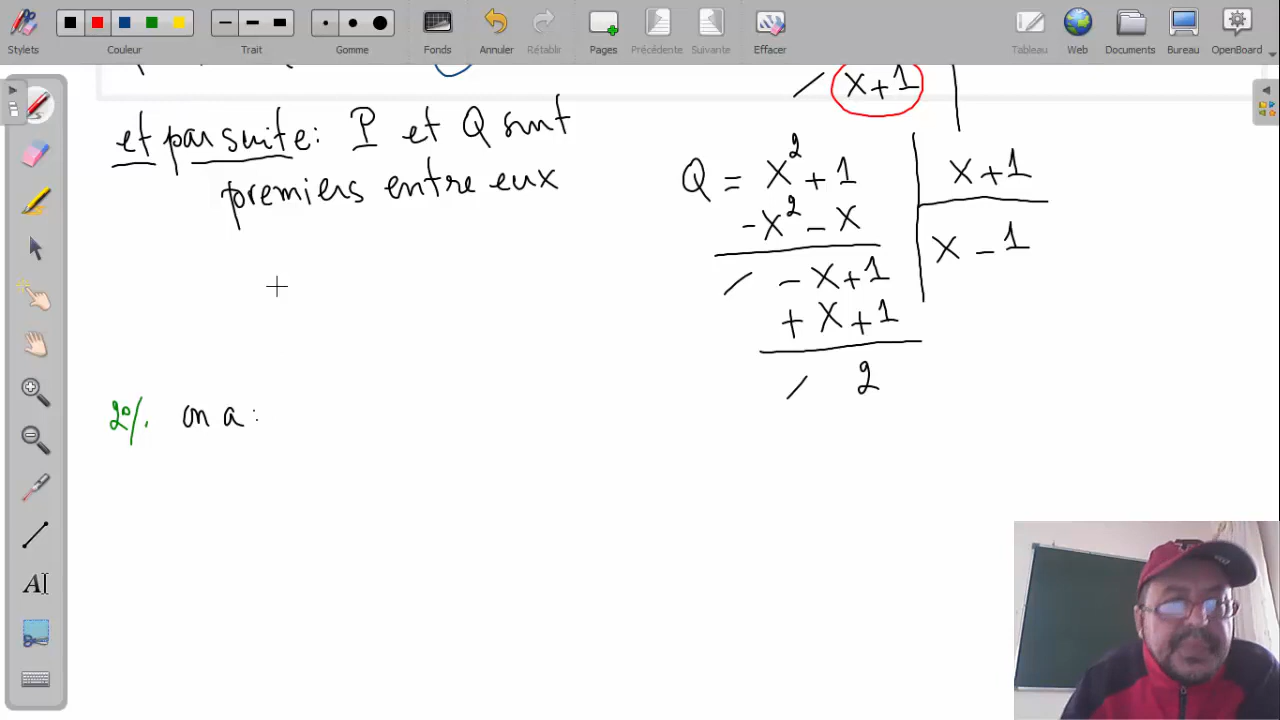 Stylets Couleur Trait Gomme Fonds Annuler Rétablir Pages Précédente Suivante Effacer Tableau Web Documents Bureau OpenBoard
x+1
et par suite: P et Q sont
premiers entre eux
Q = x² + 1 | x+1
-x² - x | x - 1
/ - x+1
+ x+1
/ 2
2°/. on a :
AI